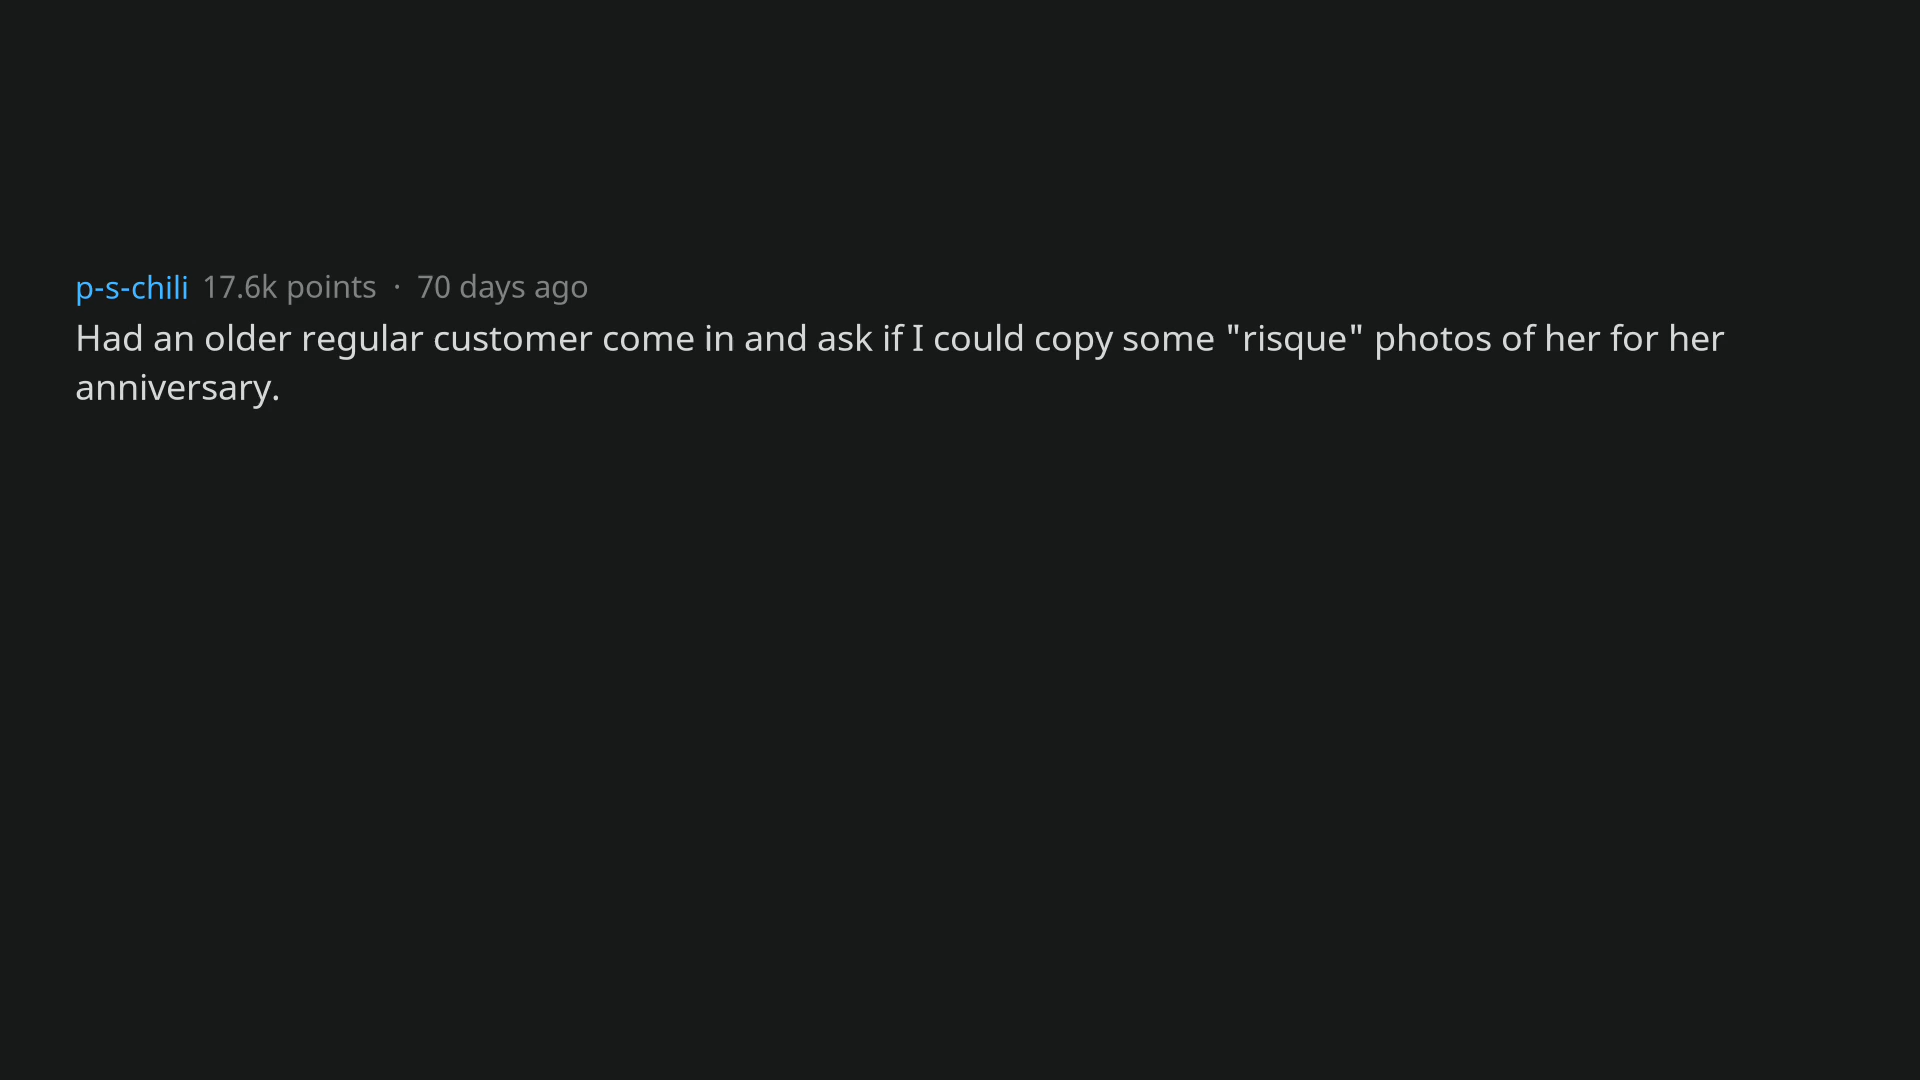 p-s-chili 17.6k points · 70 days ago
Had an older regular customer come in and ask if I could copy some "risque" photos of her for her
anniversary.